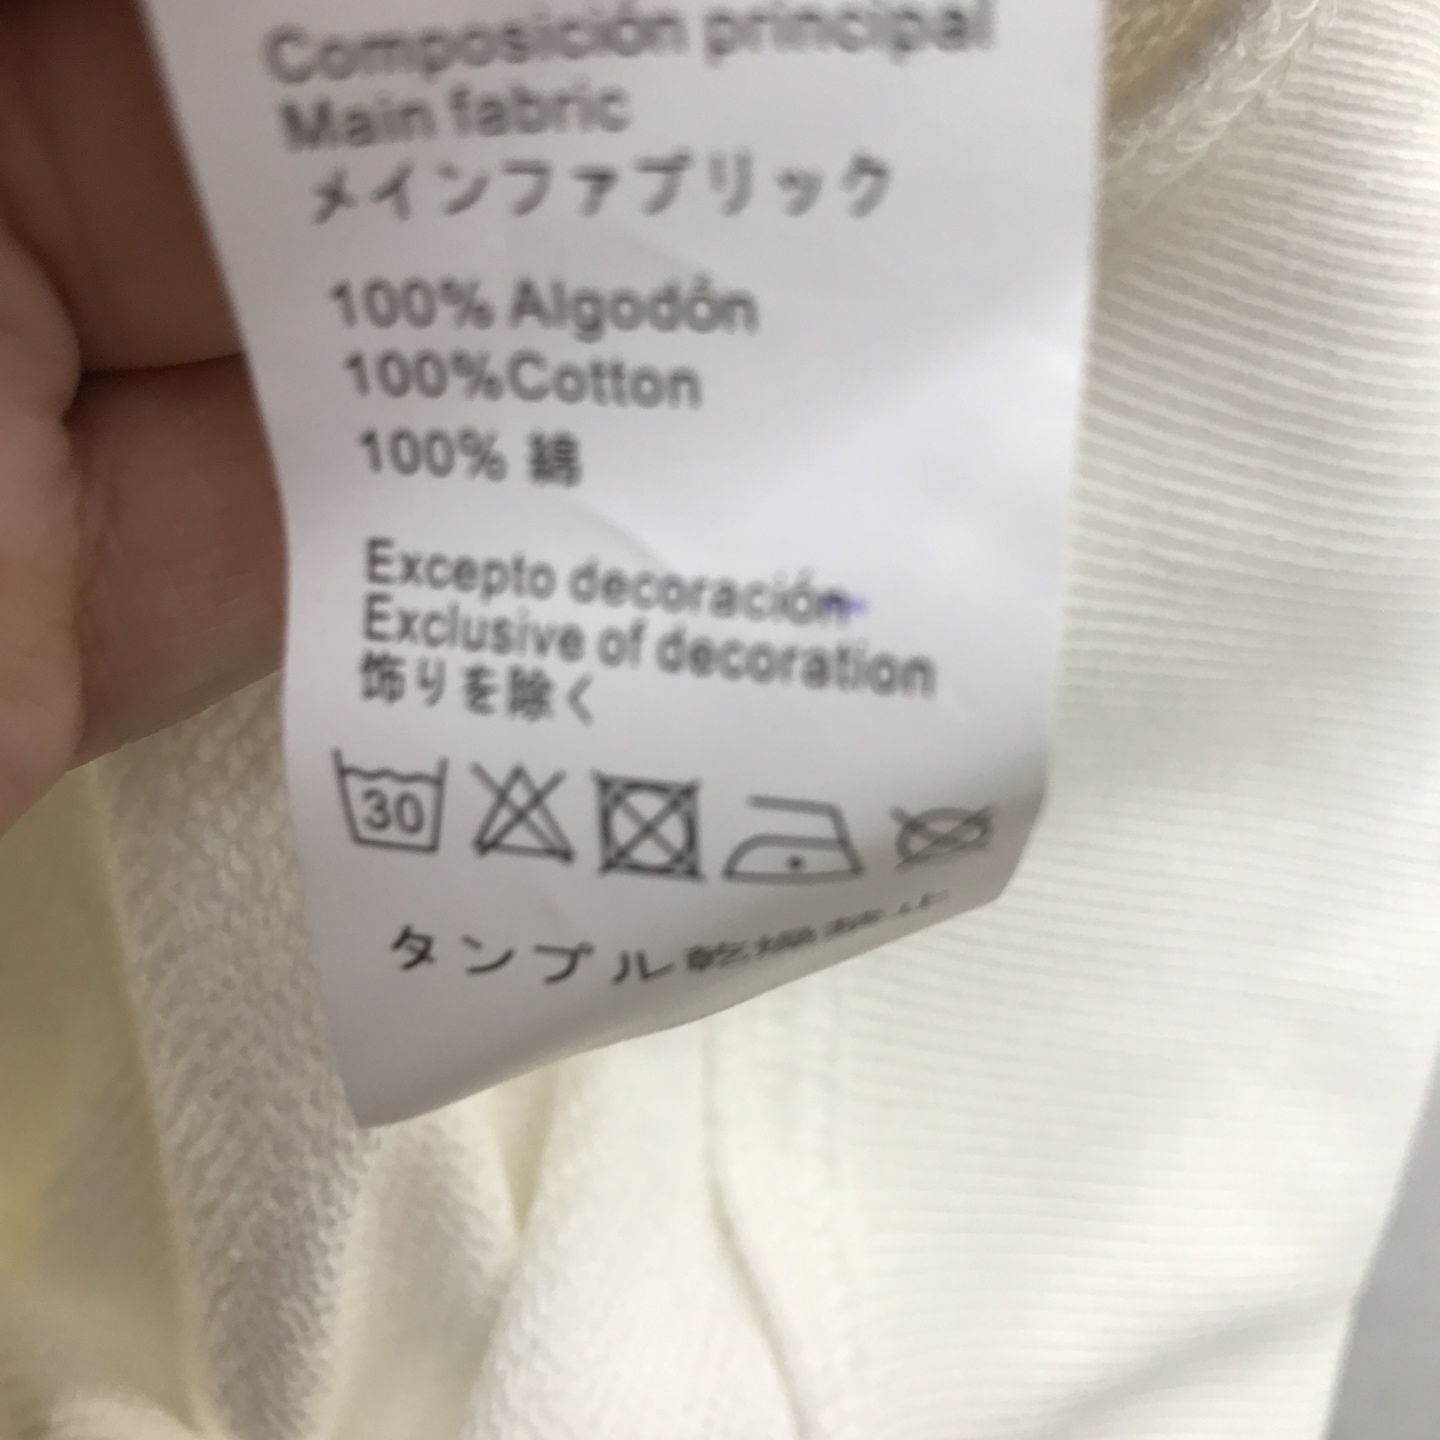 Composición principal
Main fabric
メインファブリック
100% Algodón
100%Cotton
100% 綿
Excepto decoración
Exclusive of decoration
飾りを除く
30
タンブル乾燥禁止